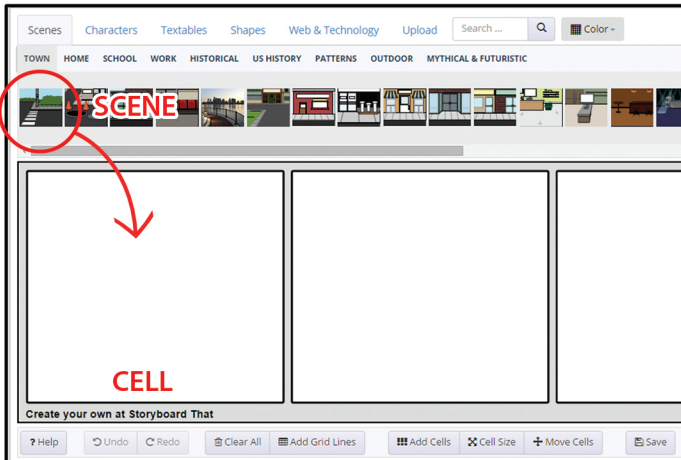 Scenes Characters Textables Shapes Web & Technology Upload Search ... Color -
TOWN HOME SCHOOL WORK HISTORICAL US HISTORY PATTERNS OUTDOOR MYTHICAL & FUTURISTIC
SCENE
CELL
Create your own at Storyboard That
? Help Undo Redo Clear All Add Grid Lines Add Cells Cell Size Move Cells Save